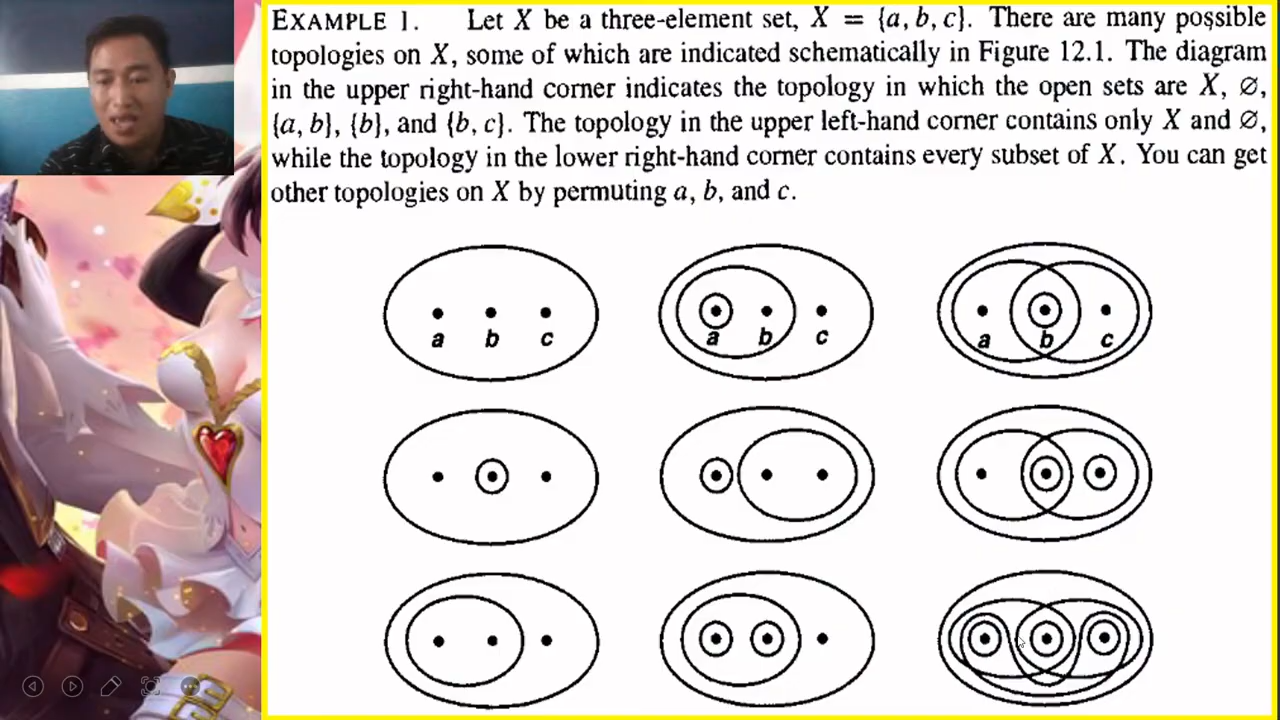 EXAMPLE 1. Let X be a three-element set, X = {a, b, c}. There are many possible
topologies on X, some of which are indicated schematically in Figure 12.1. The diagram
in the upper right-hand corner indicates the topology in which the open sets are X, ∅,
{a, b}, {b}, and {b, c}. The topology in the upper left-hand corner contains only X and ∅,
while the topology in the lower right-hand corner contains every subset of X. You can get
other topologies on X by permuting a, b, and c.
a b c a b c a b c